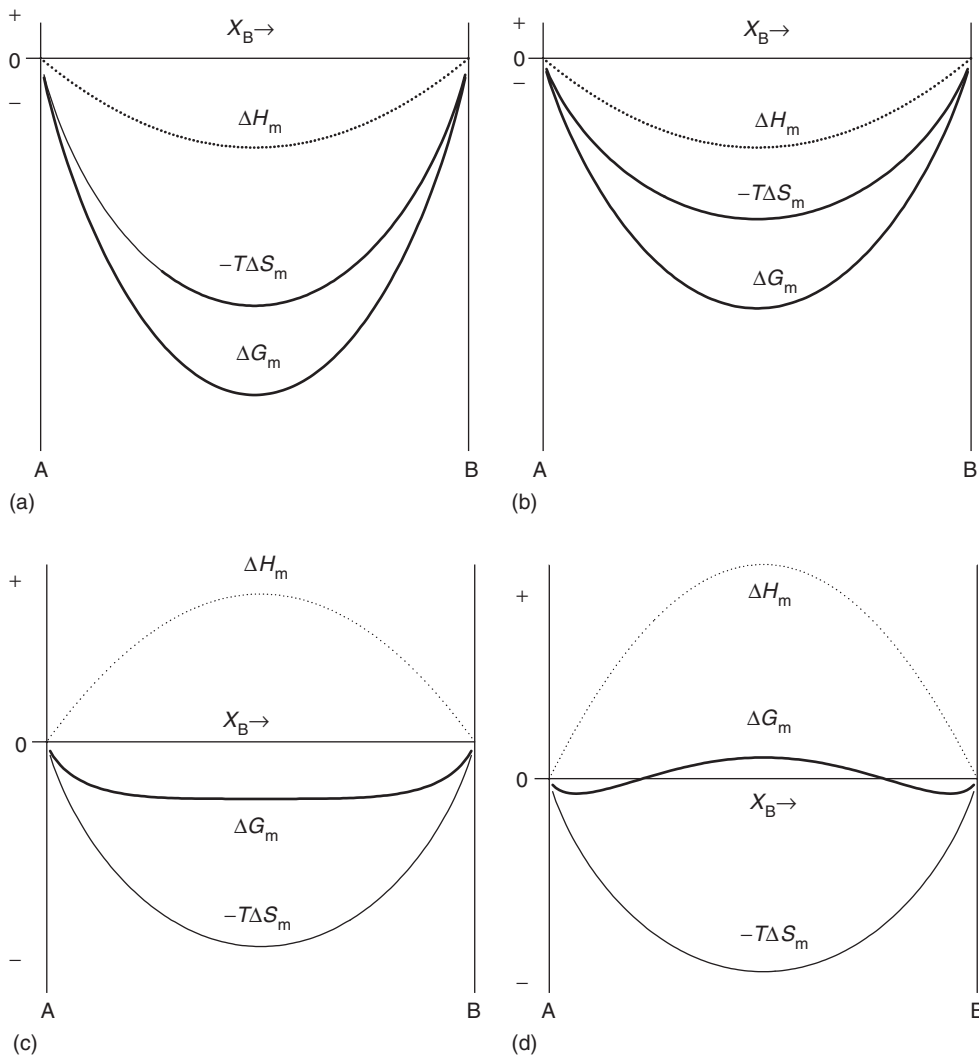 +
X_B→
0
−
ΔH_m
−TΔS_m
ΔG_m
A B
(a)
+
X_B→
0
−
ΔH_m
−TΔS_m
ΔG_m
A B
(b)
+
ΔH_m
X_B→
0
ΔG_m
−TΔS_m
−
A B
(c)
+
ΔH_m
ΔG_m
0
X_B→
−TΔS_m
−
A B
(d)